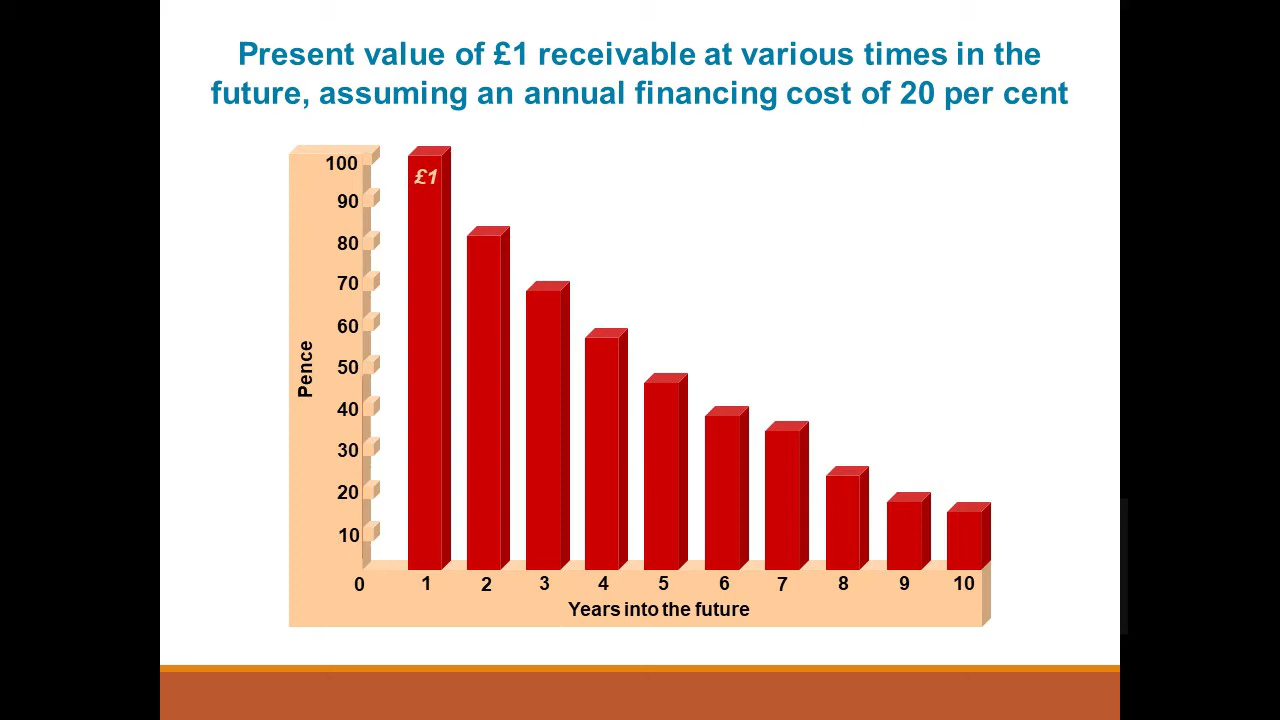 Present value of £1 receivable at various times in the
future, assuming an annual financing cost of 20 per cent
100
£1
90
80
70
60
50
Pence
40
30
20
10
0 1 2 3 4 5 6 7 8 9 10
Years into the future